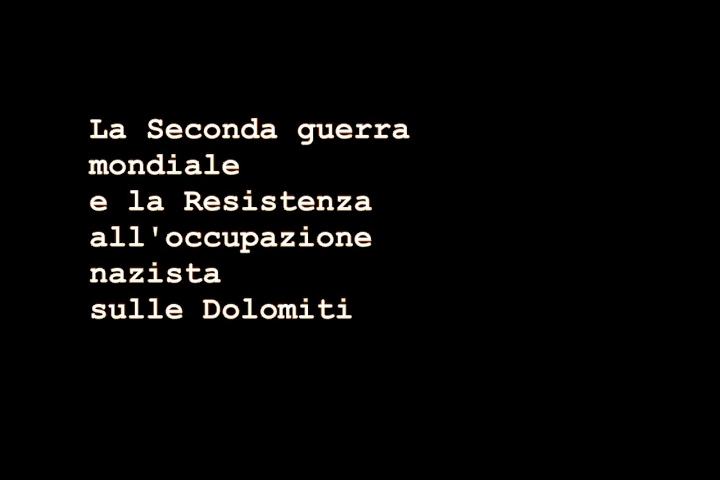 La Seconda guerra
mondiale
e la Resistenza
all'occupazione
nazista
sulle Dolomiti